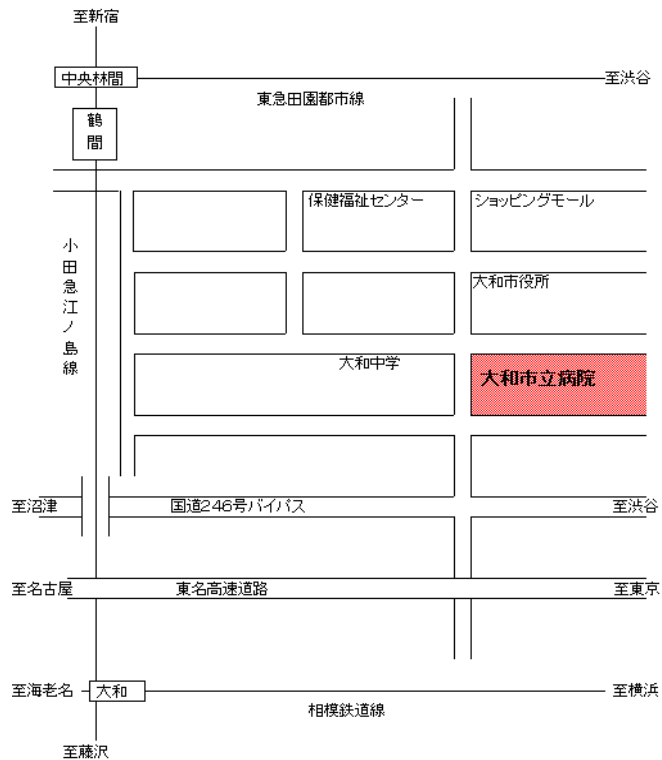 至新宿
中央林間
至渋谷
東急田園都市線
鶴間
保健福祉センター
ショッピングモール
小田急江ノ島線
大和市役所
大和中学
大和市立病院
至沼津
国道246号バイパス
至渋谷
至名古屋
東名高速道路
至東京
至海老名
大和
至横浜
相模鉄道線
至藤沢